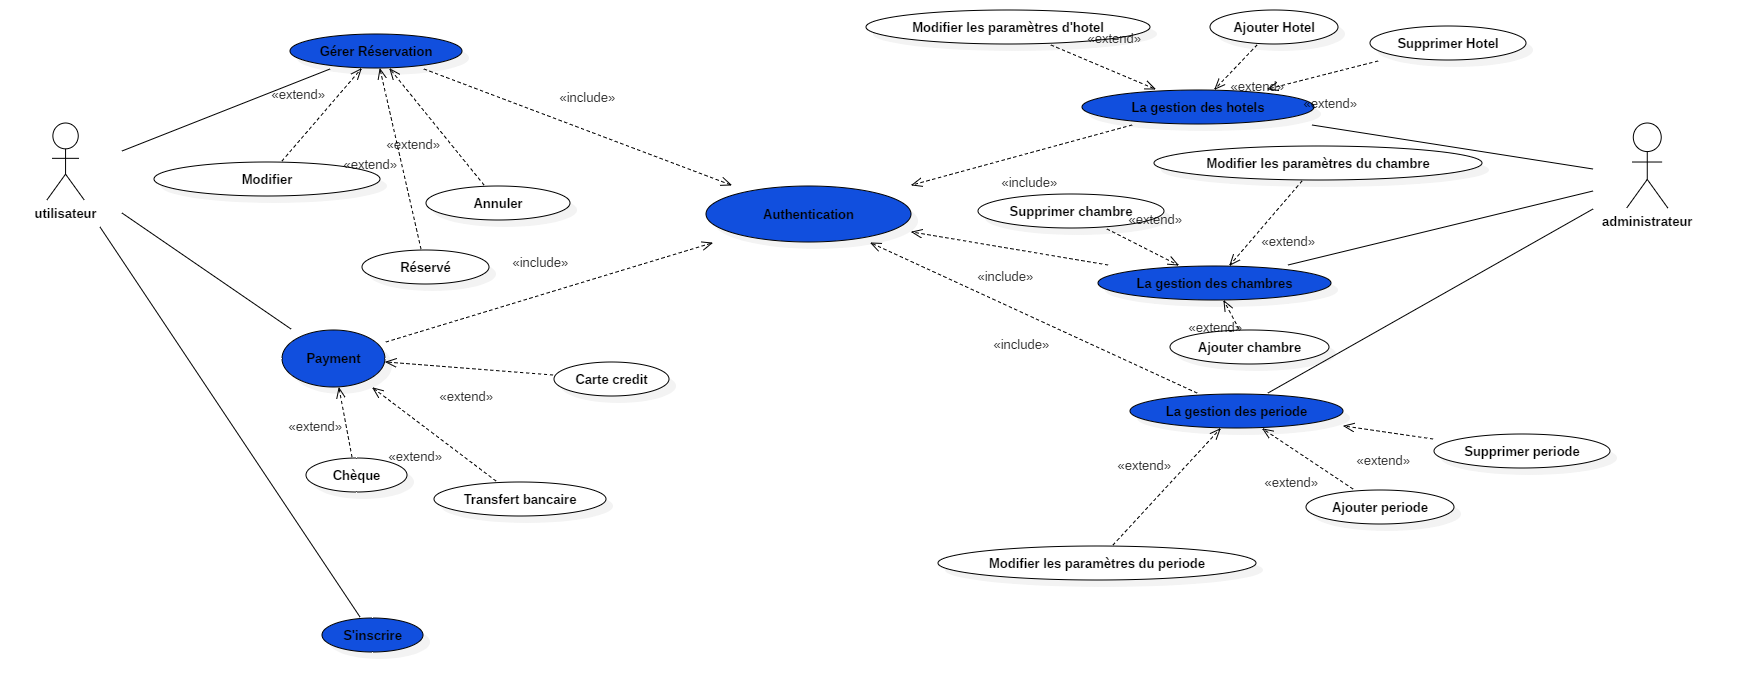 Modifier les paramètres d'hotel
Ajouter Hotel
Supprimer Hotel
«extend»
Gérer Réservation
«extend»
«include»
«extend»
«extend»
La gestion des hotels
«extend»
«extend»
Modifier les paramètres du chambre
Modifier
Annuler
utilisateur
Authentication
«include»
Supprimer chambre
«extend»
administrateur
«extend»
Réservé
«include»
«include»
La gestion des chambres
«extend»
Ajouter chambre
«include»
Payment
Carte credit
«extend»
«extend»
«extend»
Chèque
Transfert bancaire
La gestion des periode
Supprimer periode
«extend»
«extend»
«extend»
Ajouter periode
Modifier les paramètres du periode
S'inscrire